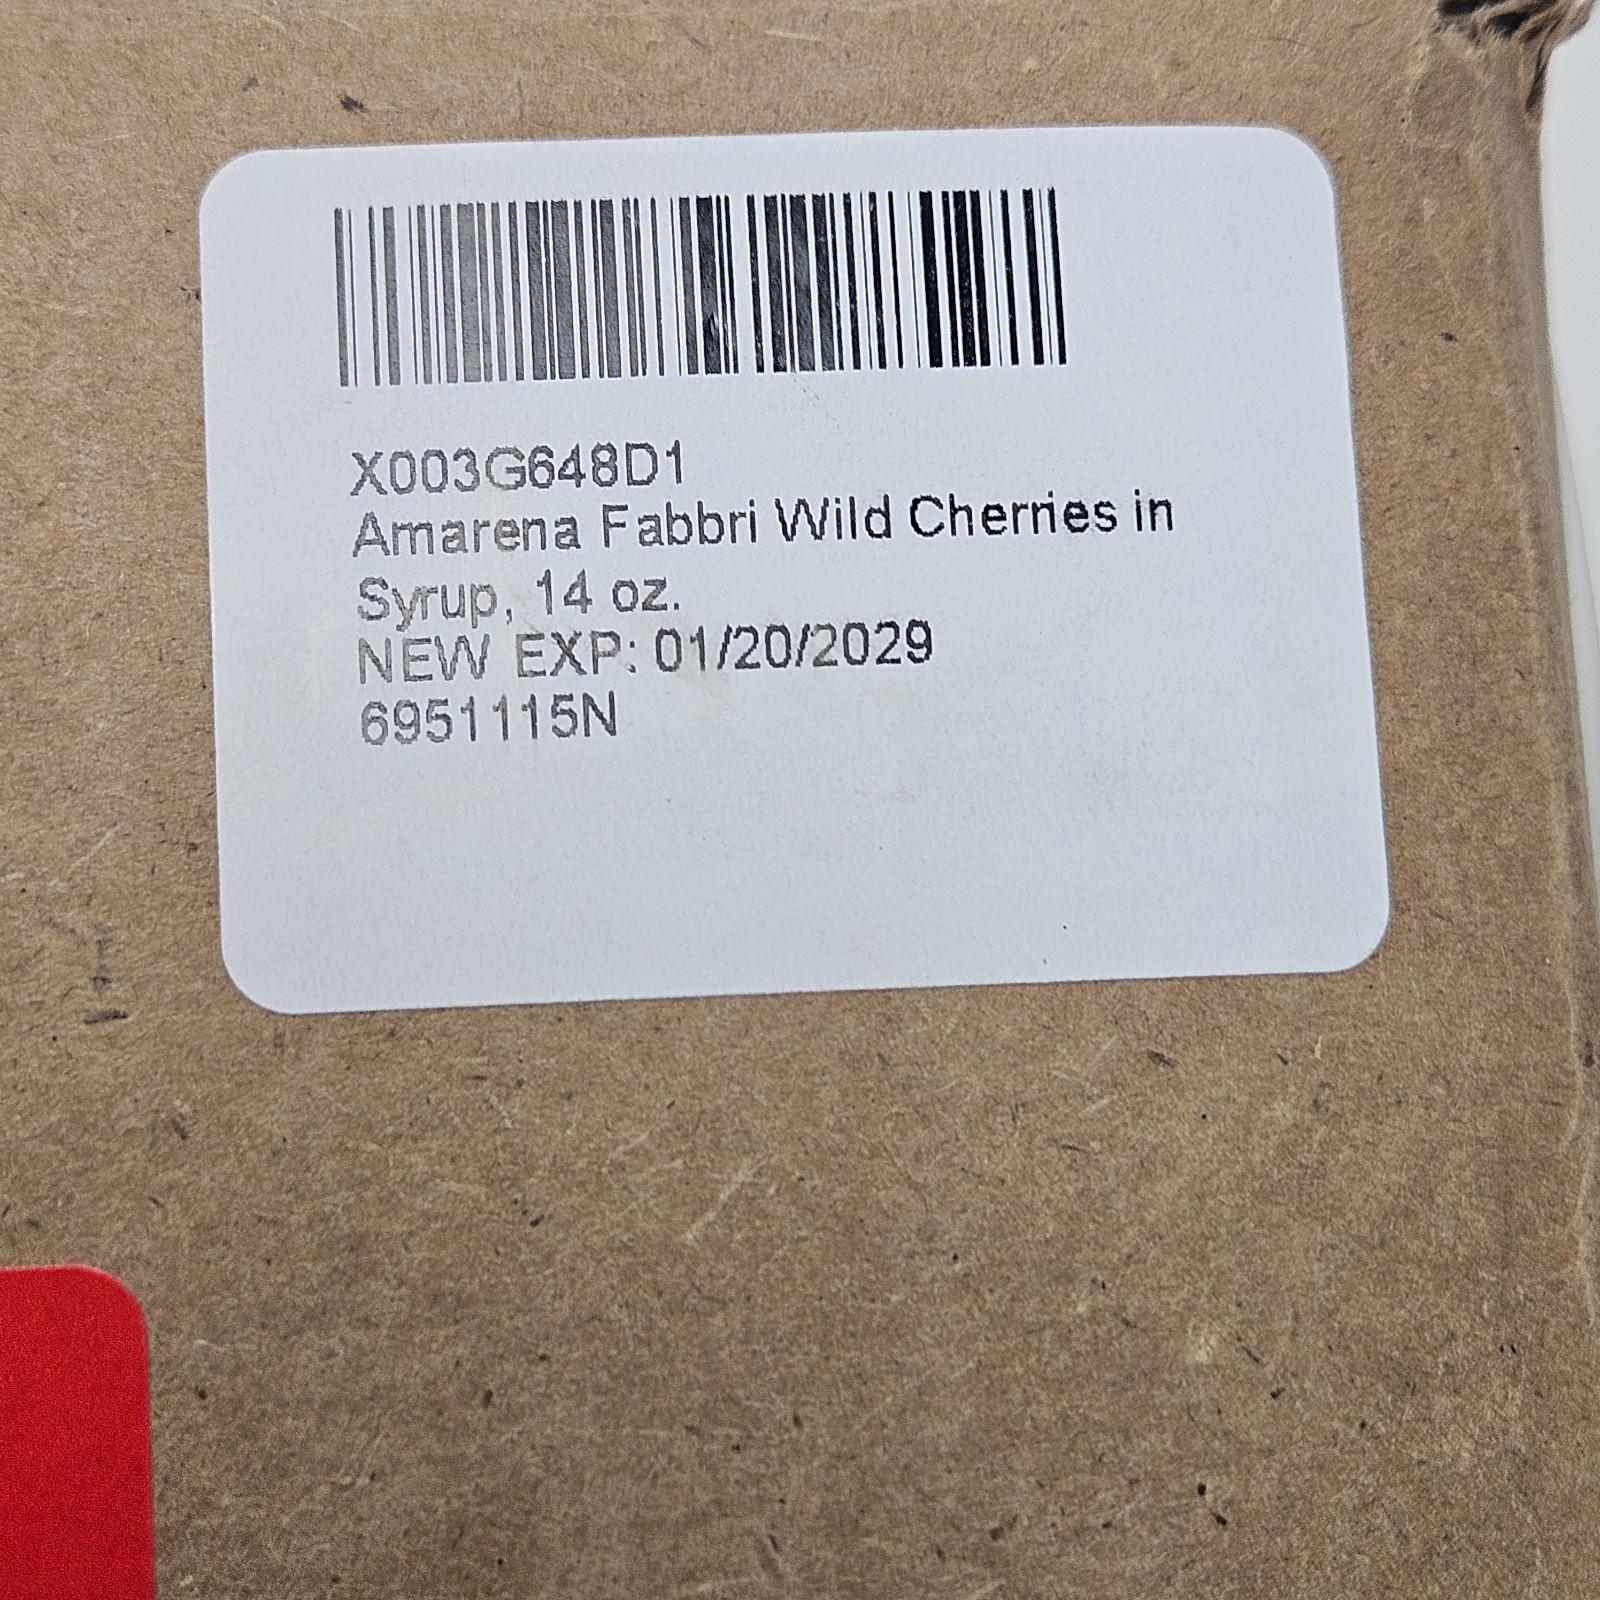 X003G648D1
Amarena Fabbri Wild Cherries in
Syrup, 14 oz.
NEW EXP: 01/20/2029
6951115N